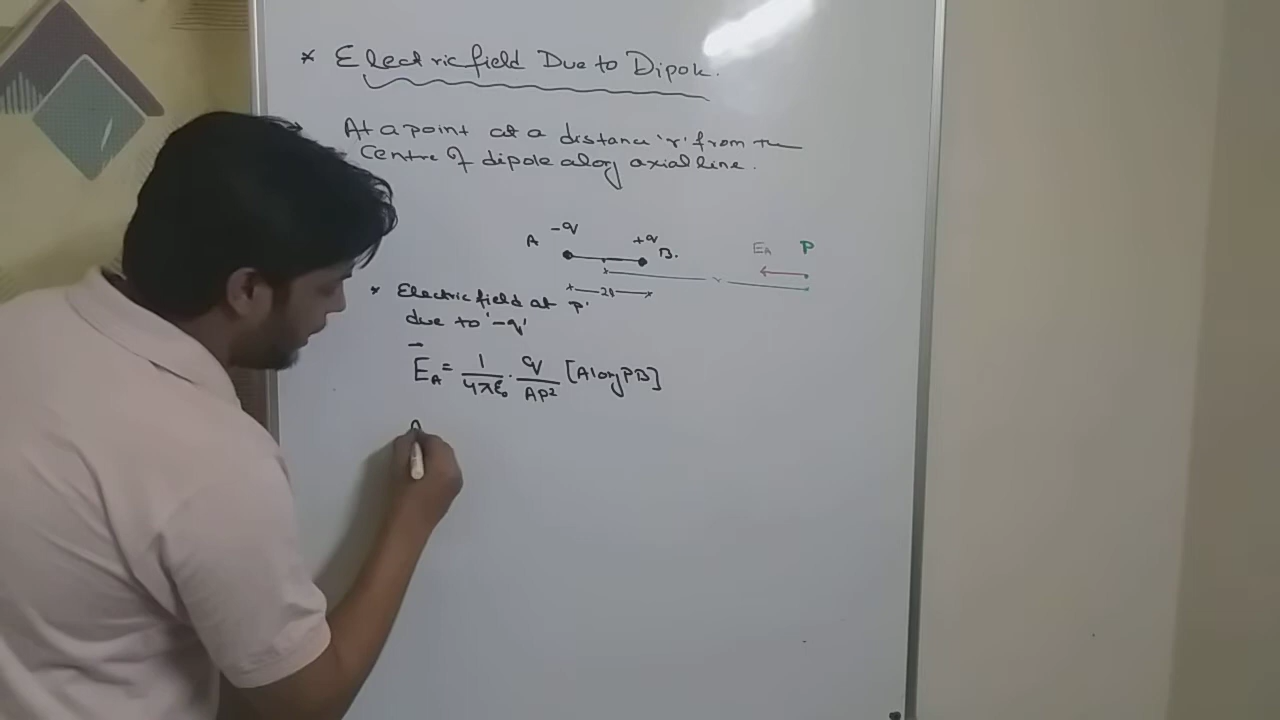 * Electric field Due to Dipole.
At a point at a distance 'r' from the
Centre of dipole along axial line.
-q
A
+q
B.
EA
P
r
2l
* Electric field at 'P'
due to '-q'
EA = 1/4πε₀ · q/AP² [Along PB]